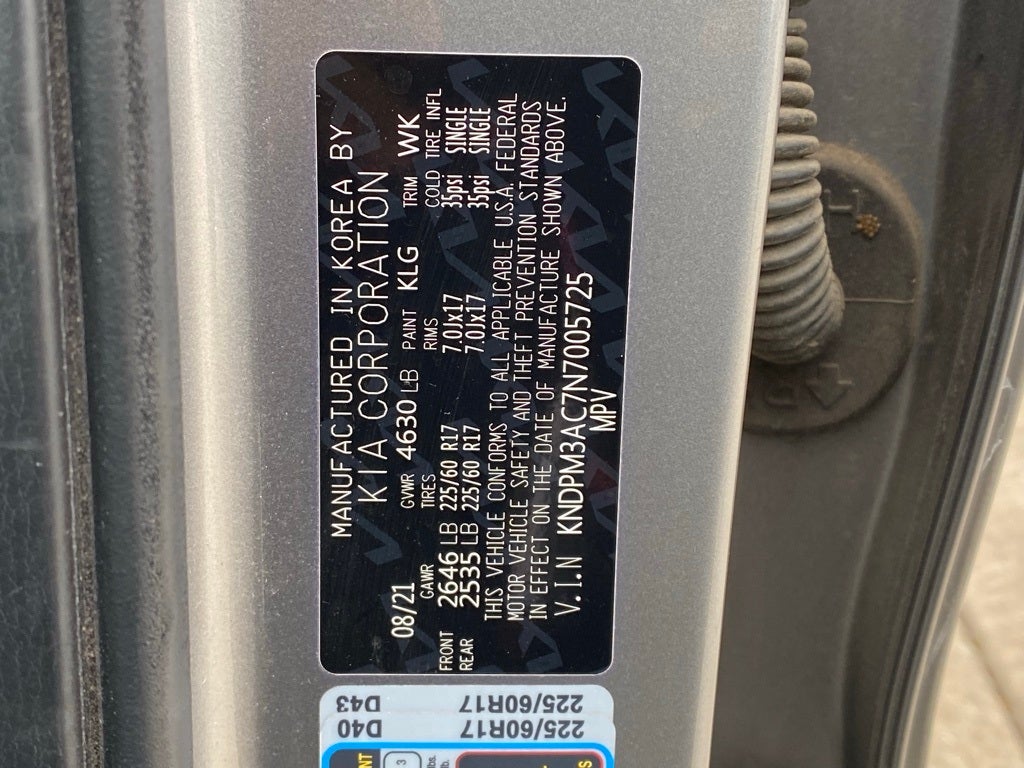 MANUFACTURED IN KOREA BY
KIA CORPORATION
08/21 GVWR 4630 LB PAINT KLG TRIM WK
GAWR TIRES RIMS COLD TIRE INFL
FRONT 2646 LB 225/60 R17 7.0Jx17 35psi SINGLE
REAR 2535 LB 225/60 R17 7.0Jx17 35psi SINGLE
THIS VEHICLE CONFORMS TO ALL APPLICABLE U.S.A. FEDERAL
MOTOR VEHICLE SAFETY AND THEFT PREVENTION STANDARDS
IN EFFECT ON THE DATE OF MANUFACTURE SHOWN ABOVE.
V.I.N KNDPM3AC7N7005725
MPV
D43 225/60R17
D40 225/60R17
3